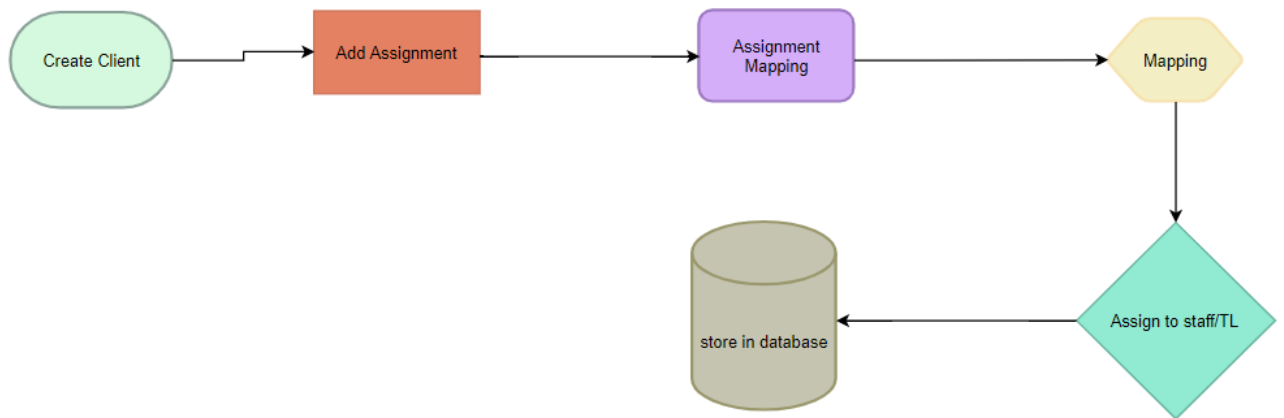 Create Client
Add Assignment
Assignment
Mapping
Mapping
Assign to staff/TL
store in database